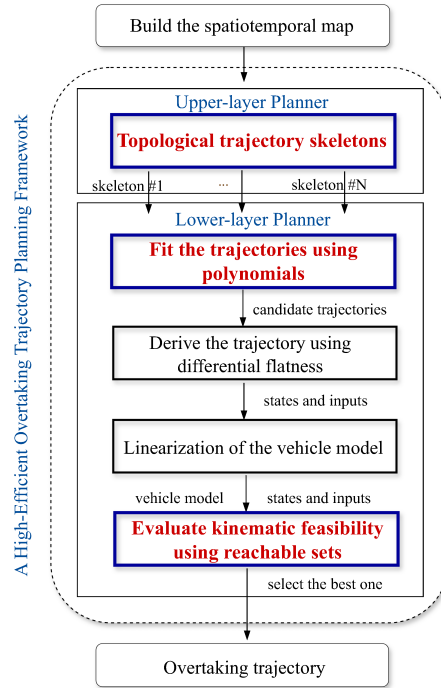 Build the spatiotemporal map
A High-Efficient Overtaking Trajectory Planning Framework
Upper-layer Planner
Topological trajectory skeletons
skeleton #1 ... skeleton #N
Lower-layer Planner
Fit the trajectories using
polynomials
candidate trajectories
Derive the trajectory using
differential flatness
states and inputs
Linearization of the vehicle model
vehicle model states and inputs
Evaluate kinematic feasibility
using reachable sets
select the best one
Overtaking trajectory